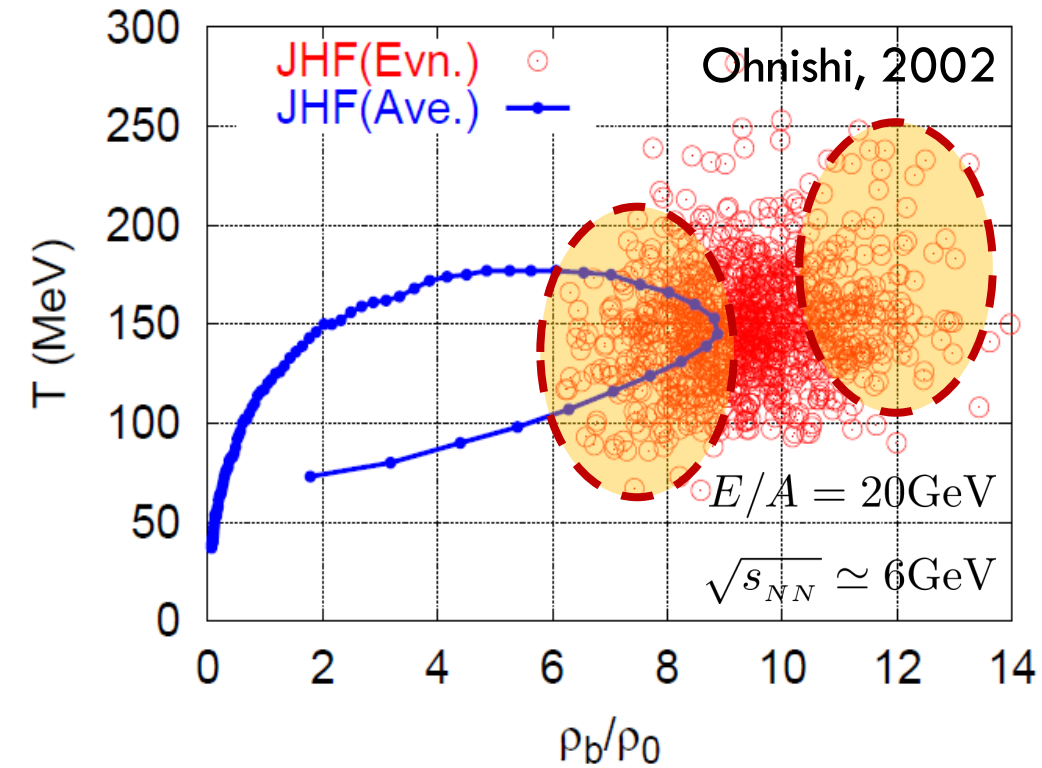 300
250
200
150
100
50
0
T (MeV)
JHF(Evn.)
JHF(Ave.)
Ohnishi, 2002
E/A = 20GeV
√s_NN ≃ 6GeV
0 2 4 6 8 10 12 14
ρb/ρ0